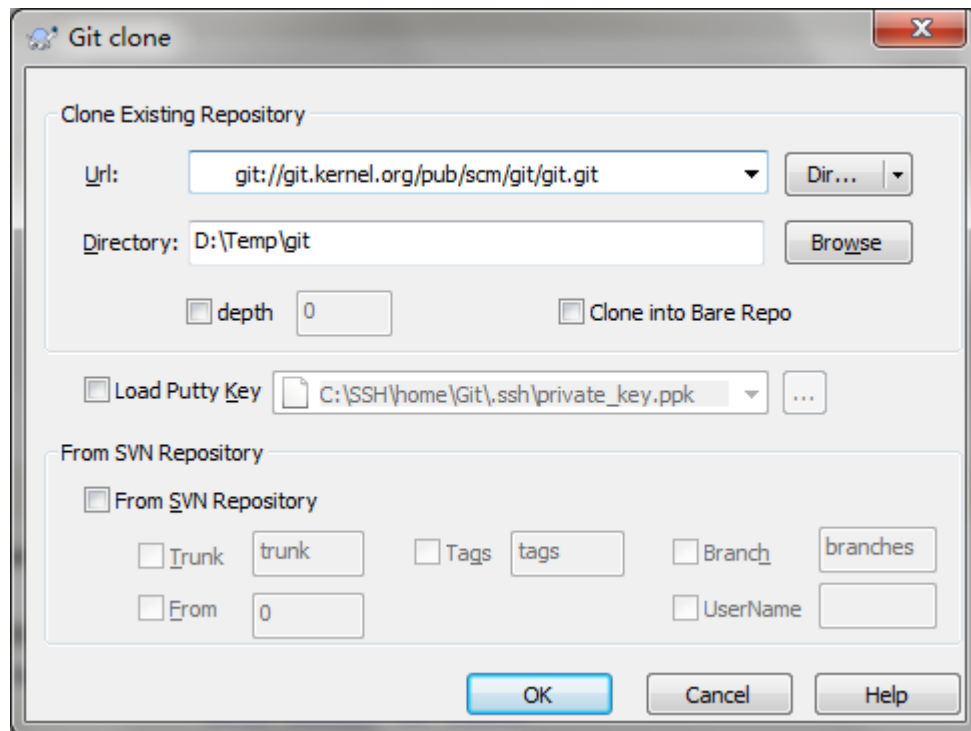 Git clone
Clone Existing Repository
Url: git://git.kernel.org/pub/scm/git/git.git Dir...
Directory: D:\Temp\git Browse
depth 0 Clone into Bare Repo
Load Putty Key C:\SSH\home\Git\.ssh\private_key.ppk ...
From SVN Repository
From SVN Repository
Trunk trunk Tags tags Branch branches
From 0 UserName
OK Cancel Help